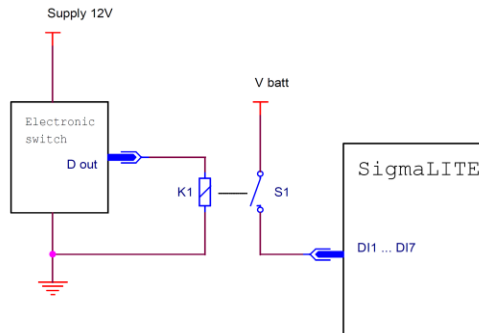 Supply 12V
V batt
Electronic
switch
D out
K1
S1
SigmaLITE
DI1 ... DI7